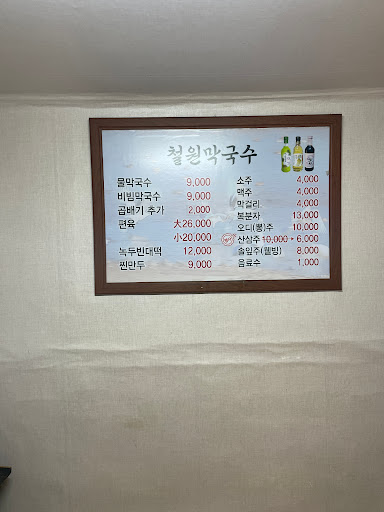 철원막국수
물막국수 9,000
비빔막국수 9,000
곱배기 추가 2,000
편육 大26,000
小20,000
녹두빈대떡 12,000
찐만두 9,000
소주 4,000
맥주 4,000
막걸리 4,000
복분자 13,000
오디(뽕)주 10,000
산삼주 10,000 6,000
솔잎주(웰빙) 8,000
음료수 1,000